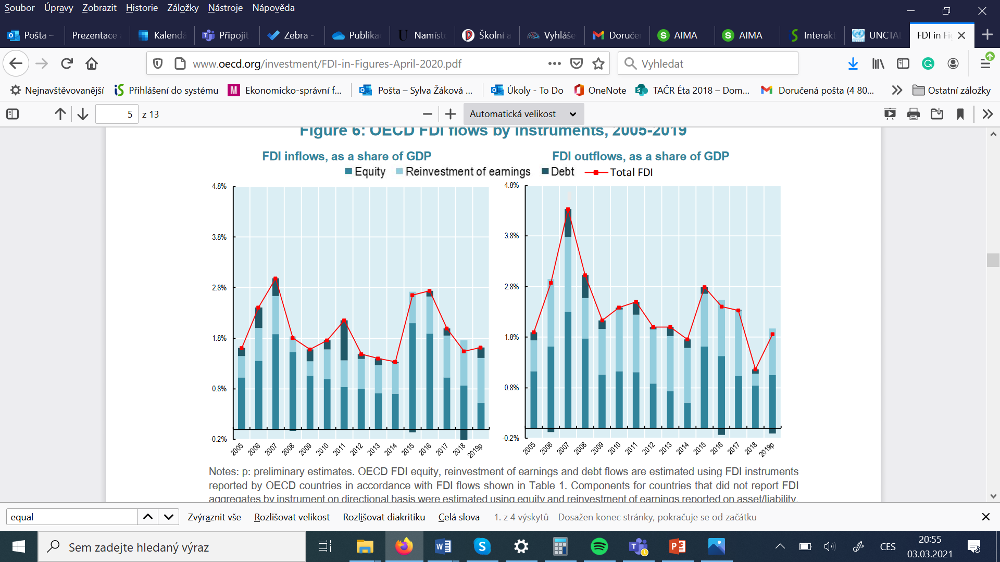 Soubor Úpravy Zobrazit Historie Záložky Nástroje Nápověda
Pošta – Prezentace Kalendá Připojit Zebra - Publika Namíst Školní a Vyhláše Doruče AIMA AIMA Interakt UNCTA FDI in Fi
www.oecd.org/investment/FDI-in-Figures-April-2020.pdf Vyhledat
Nejnavštěvovanější Přihlášení do systému Ekonomicko-správní f... Pošta – Sylva Žáková ... Úkoly - To Do OneNote TAČR Éta 2018 – Dom... Doručená pošta (4 80... Ostatní záložky
5 z 13 Automatická velikost
Figure 6: OECD FDI flows by instruments, 2005-2019
FDI inflows, as a share of GDP FDI outflows, as a share of GDP
Equity Reinvestment of earnings Debt Total FDI
4.8% 4.8%
3.8% 3.8%
2.8% 2.8%
1.8% 1.8%
0.8% 0.8%
-0.2% -0.2%
2005 2006 2007 2008 2009 2010 2011 2012 2013 2014 2015 2016 2017 2018 2019p 2005 2006 2007 2008 2009 2010 2011 2012 2013 2014 2015 2016 2017 2018 2019p
Notes: p: preliminary estimates. OECD FDI equity, reinvestment of earnings and debt flows are estimated using FDI instruments
reported by OECD countries in accordance with FDI flows shown in Table 1. Components for countries that did not report FDI
aggregates by instrument on directional basis were estimated using equity and reinvestment of earnings reported on asset/liability.
equal Zvýraznit vše Rozlišovat velikost Rozlišovat diakritiku Celá slova 1. z 4 výskytů Dosažen konec stránky, pokračuje se od začátku
Sem zadejte hledaný výraz CES 20:55
03.03.2021